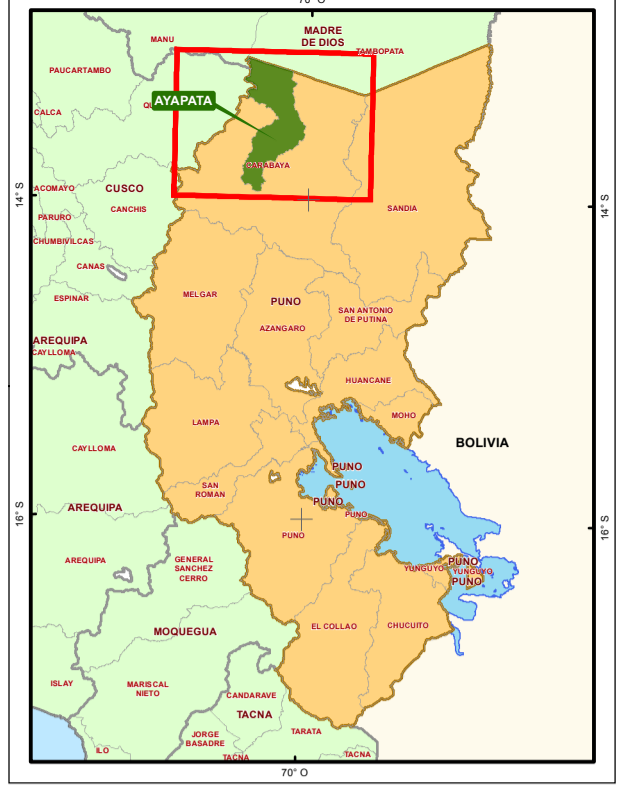 70° O
MADRE
DE DIOS
MANU
TAMBOPATA
PAUCARTAMBO
AYAPATA
CALCA
CARABAYA
ACOMAYO
CUSCO
14° S
14° S
CANCHIS
SANDIA
PARURO
CHUMBIVILCAS
CANAS
ESPINAR
MELGAR
PUNO
SAN ANTONIO
DE PUTINA
AZANGARO
AREQUIPA
CAYLLOMA
HUANCANE
MOHO
LAMPA
BOLIVIA
CAYLLOMA
PUNO
PUNO
SAN
ROMAN
PUNO
AREQUIPA
PUNO
16° S
16° S
PUNO
AREQUIPA
GENERAL
SANCHEZ
CERRO
YUNGUYO
PUNO
YUNGUYO
PUNO
EL COLLAO
CHUCUITO
MOQUEGUA
ISLAY
MARISCAL
NIETO
CANDARAVE
TACNA
JORGE
BASADRE
TARATA
ILO
TACNA
TACNA
70° O